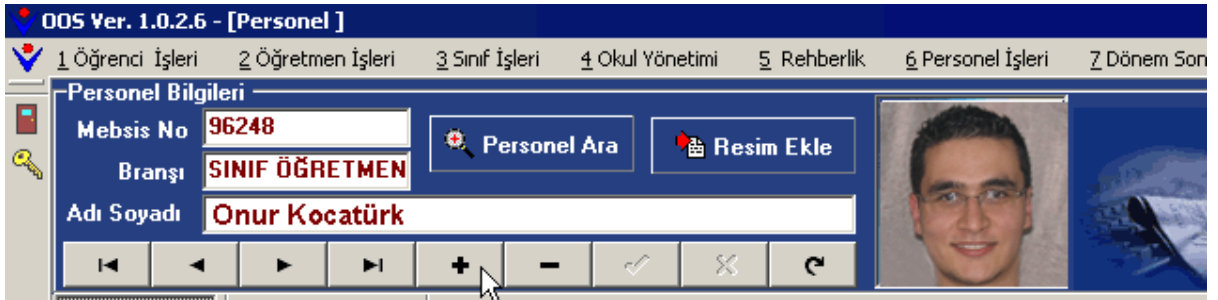 OOS Ver. 1.0.2.6 - [Personel ]
1 Öğrenci İşleri 2 Öğretmen İşleri 3 Sınıf İşleri 4 Okul Yönetimi 5 Rehberlik 6 Personel İşleri 7 Dönem Son
Personel Bilgileri
Mebsis No 96248 Personel Ara Resim Ekle
Branşı SINIF ÖĞRETMEN
Adı Soyadı Onur Kocatürk